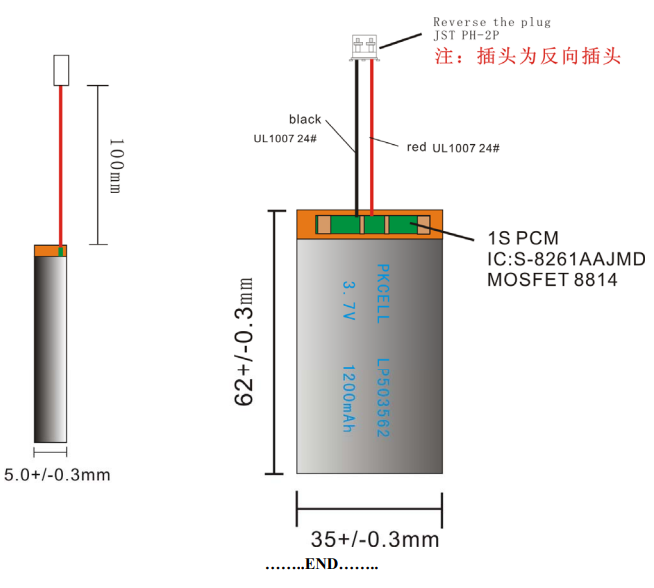 Reverse the plug
JST PH-2P
注：插头为反向插头
black
UL1007 24#
red UL1007 24#
100mm
1S PCM
IC:S-8261AAJMD
MOSFET 8814
PKCELL LP503562
3.7V 1200mAh
62+/-0.3mm
5.0+/-0.3mm
35+/-0.3mm
........END........